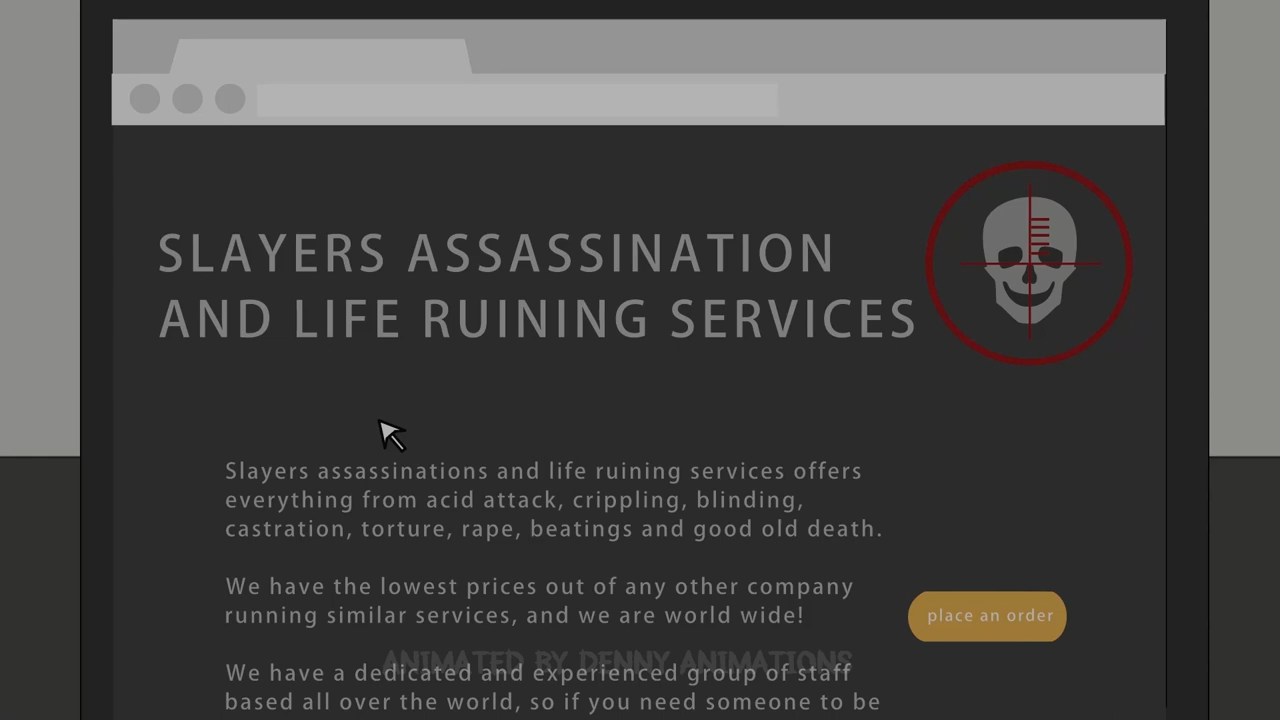 SLAYERS ASSASSINATION
AND LIFE RUINING SERVICES
Slayers assassinations and life ruining services offers
everything from acid attack, crippling, blinding,
castration, torture, rape, beatings and good old death.
We have the lowest prices out of any other company
running similar services, and we are world wide!
place an order
ANIMATED BY DENNY ANIMATIONS
We have a dedicated and experienced group of staff
based all over the world, so if you need someone to be